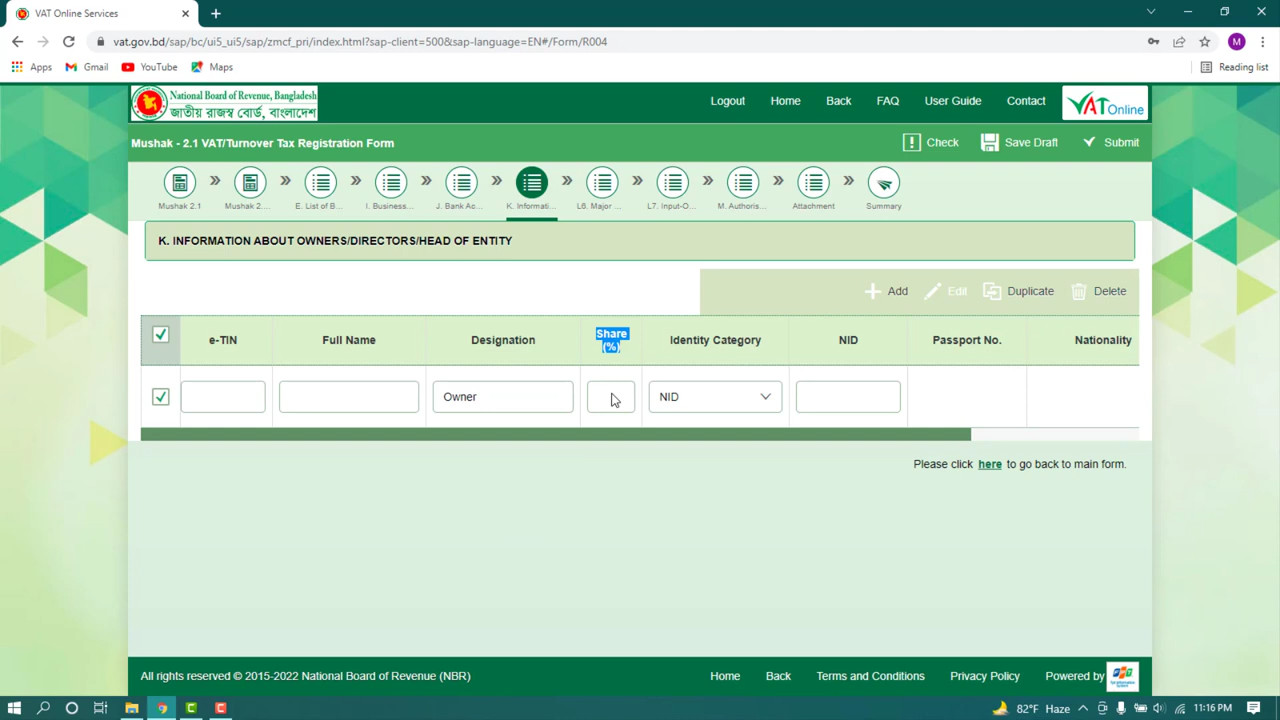 VAT Online Services
vat.gov.bd/sap/bc/ui5_ui5/sap/zmcf_pri/index.html?sap-client=500&sap-language=EN#/Form/R004
M
Apps Gmail YouTube Maps Reading list
National Board of Revenue, Bangladesh
জাতীয় রাজস্ব বোর্ড, বাংলাদেশ
Logout Home Back FAQ User Guide Contact
VAT Online
Mushak - 2.1 VAT/Turnover Tax Registration Form
Check Save Draft Submit
Mushak 2.1 Mushak 2.... E. List of B... I. Business... J. Bank Ac... K. Informati... L6. Major ... L7. Input-O... M. Authoris... Attachment Summary
K. INFORMATION ABOUT OWNERS/DIRECTORS/HEAD OF ENTITY
Add Edit Duplicate Delete
e-TIN Full Name Designation Share (%) Identity Category NID Passport No. Nationality
Owner NID
Please click here to go back to main form.
All rights reserved © 2015-2022 National Board of Revenue (NBR)
Home Back Terms and Conditions Privacy Policy Powered by
82°F Haze 11:16 PM